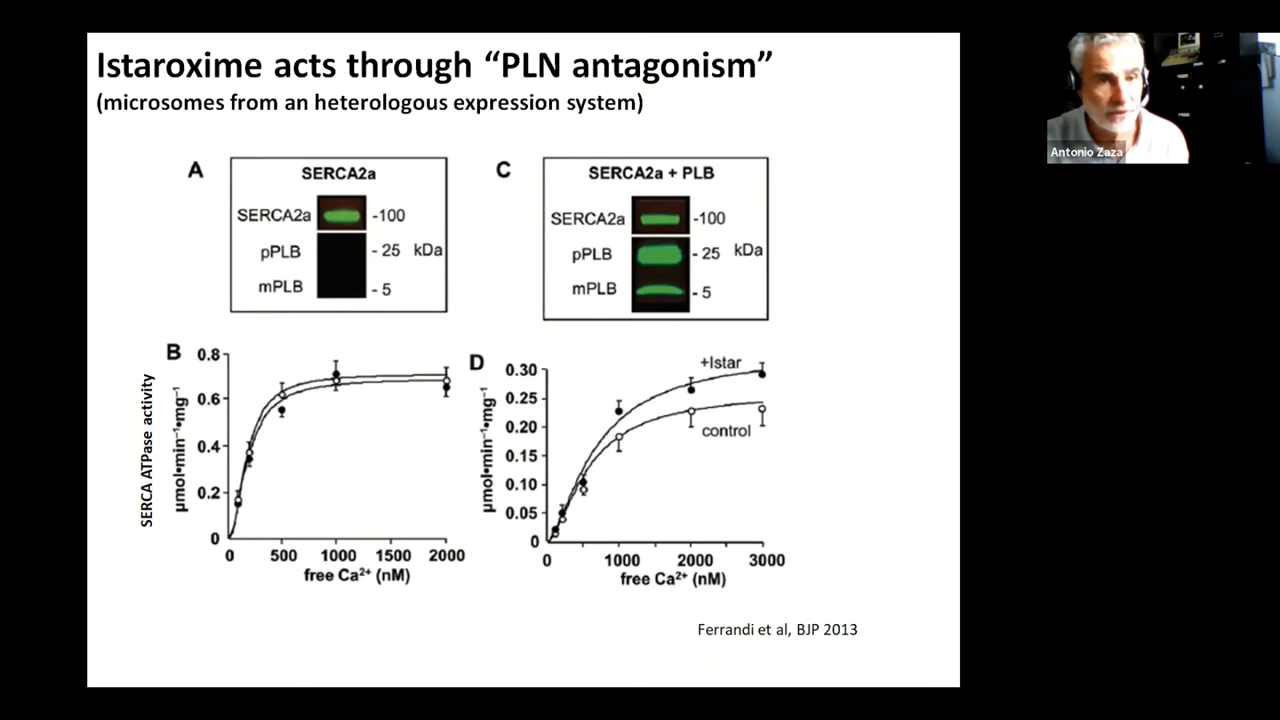 Istaroxime acts through “PLN antagonism”
(microsomes from an heterologous expression system)
A
SERCA2a
SERCA2a
-100
pPLB
- 25 kDa
mPLB
- 5
C
SERCA2a + PLB
SERCA2a
-100
pPLB
- 25 kDa
mPLB
- 5
B
SERCA ATPase activity
µmol•min⁻¹•mg⁻¹
0.8
0.6
0.4
0.2
0
0 500 1000 1500 2000
free Ca²⁺ (nM)
D
µmol•min⁻¹•mg⁻¹
0.30
0.25
0.20
0.15
0.10
0.05
0
+Istar
control
0 1000 2000 3000
free Ca²⁺ (nM)
Ferrandi et al, BJP 2013
Antonio Zaza